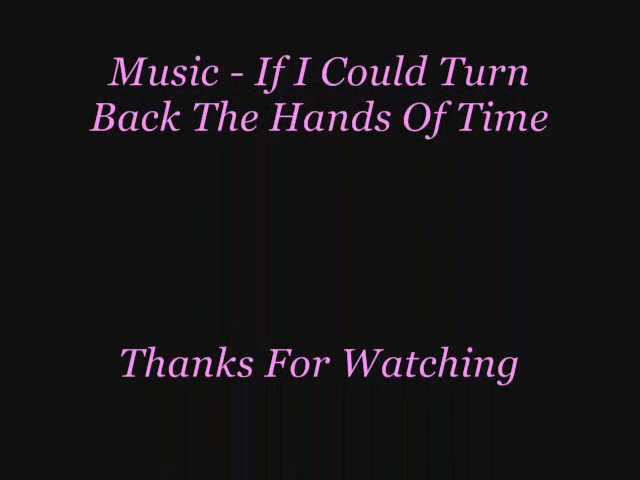 Music - If I Could Turn
Back The Hands Of Time
Thanks For Watching